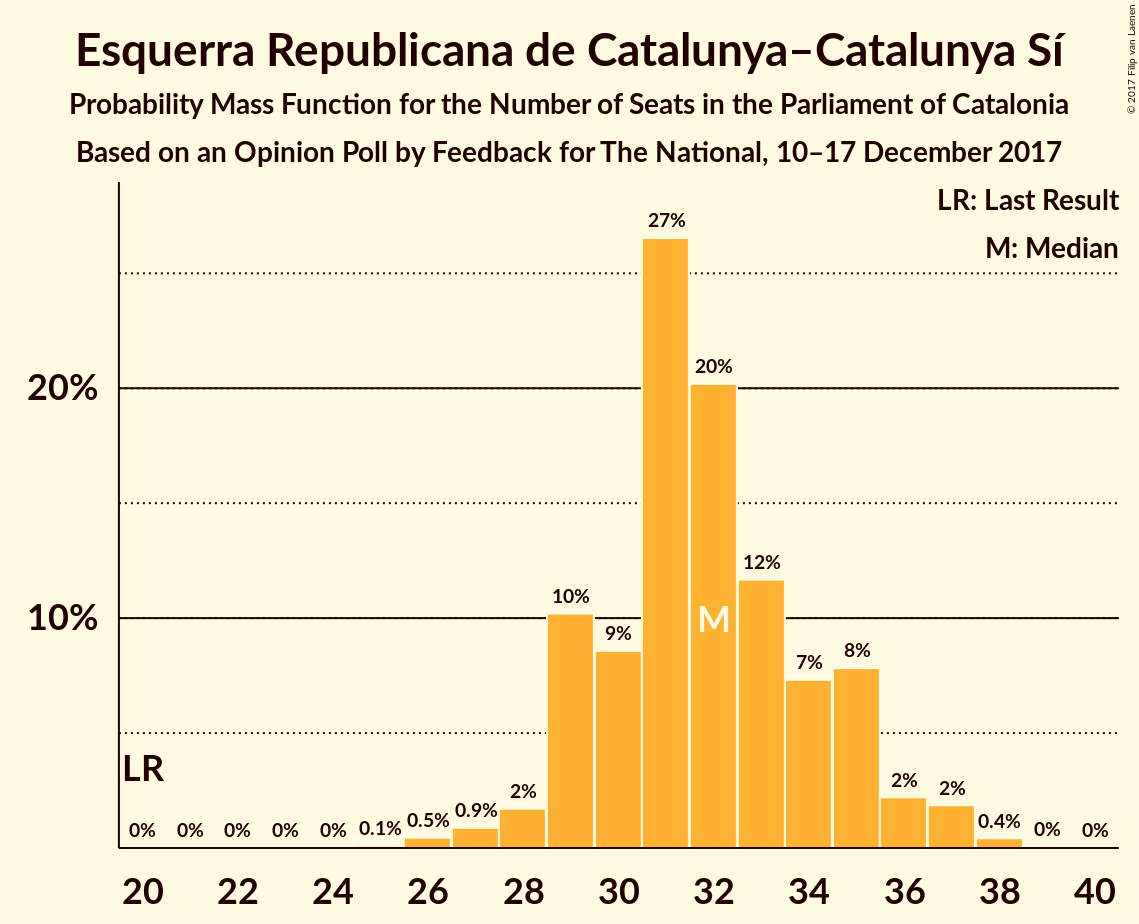 Esquerra Republicana de Catalunya–Catalunya Sí
Probability Mass Function for the Number of Seats in the Parliament of Catalonia
Based on an Opinion Poll by Feedback for The National, 10–17 December 2017
© 2017 Filip van Laenen
LR: Last Result
M: Median
27%
20%
20%
12%
10%
10%
9%
M
8%
7%
LR
2%
2%
2%
0.9%
0.5%
0.4%
0% 0% 0% 0% 0% 0.1% 0% 0%
20 22 24 26 28 30 32 34 36 38 40